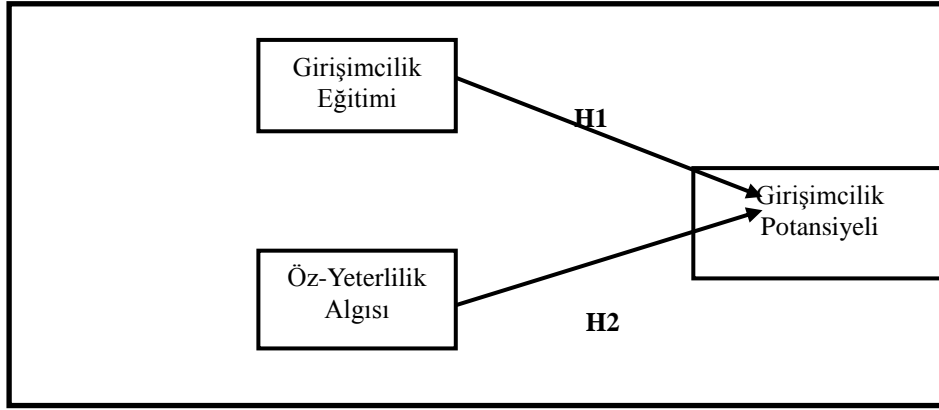 Girişimcilik
Eğitimi
H1
Girişimcilik
Potansiyeli
Öz-Yeterlilik
Algısı
H2